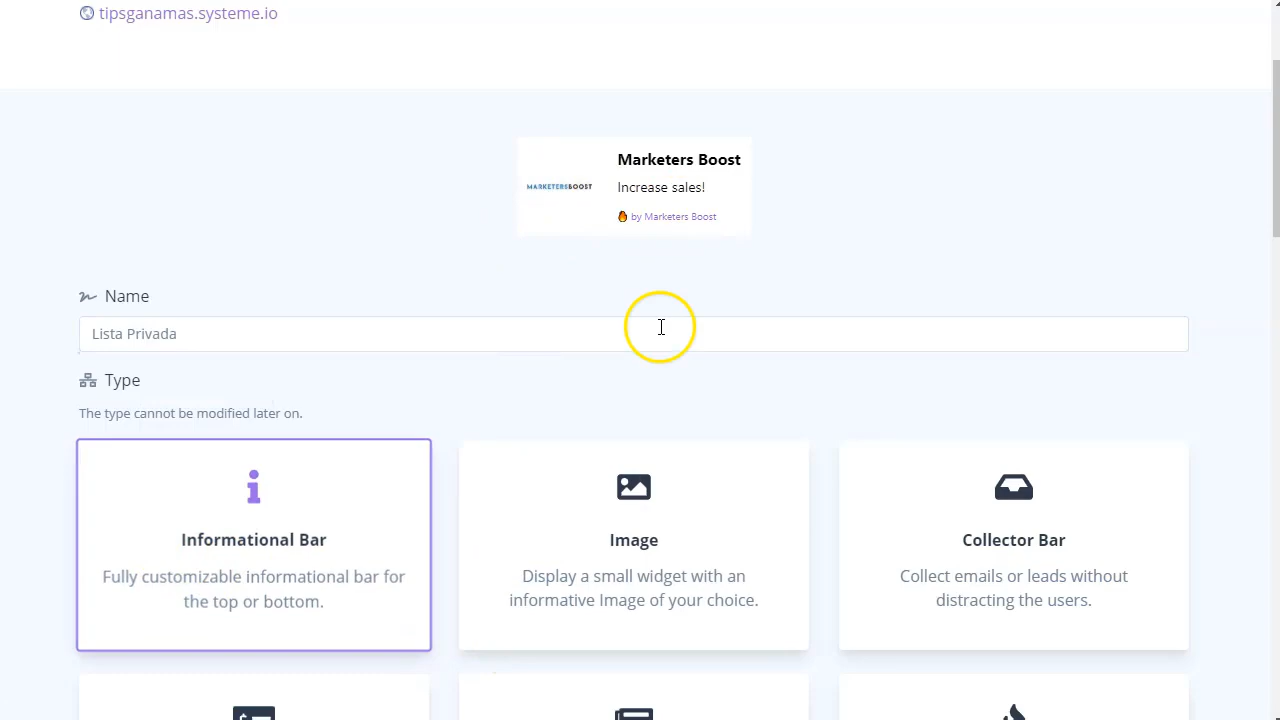 tipsganamas.systeme.io
Marketers Boost
MARKETERSBOOST
Increase sales!
by Marketers Boost
Name
Lista Privada
Type
The type cannot be modified later on.
Informational Bar
Fully customizable informational bar for
the top or bottom.
Image
Display a small widget with an
informative Image of your choice.
Collector Bar
Collect emails or leads without
distracting the users.